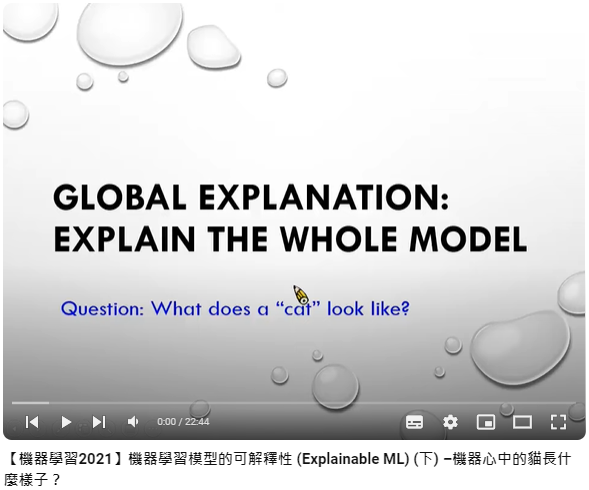 GLOBAL EXPLANATION:
EXPLAIN THE WHOLE MODEL
Question: What does a “cat” look like?
0:00 / 22:44
【機器學習2021】機器學習模型的可解釋性 (Explainable ML) (下) –機器心中的貓長什
麼樣子？